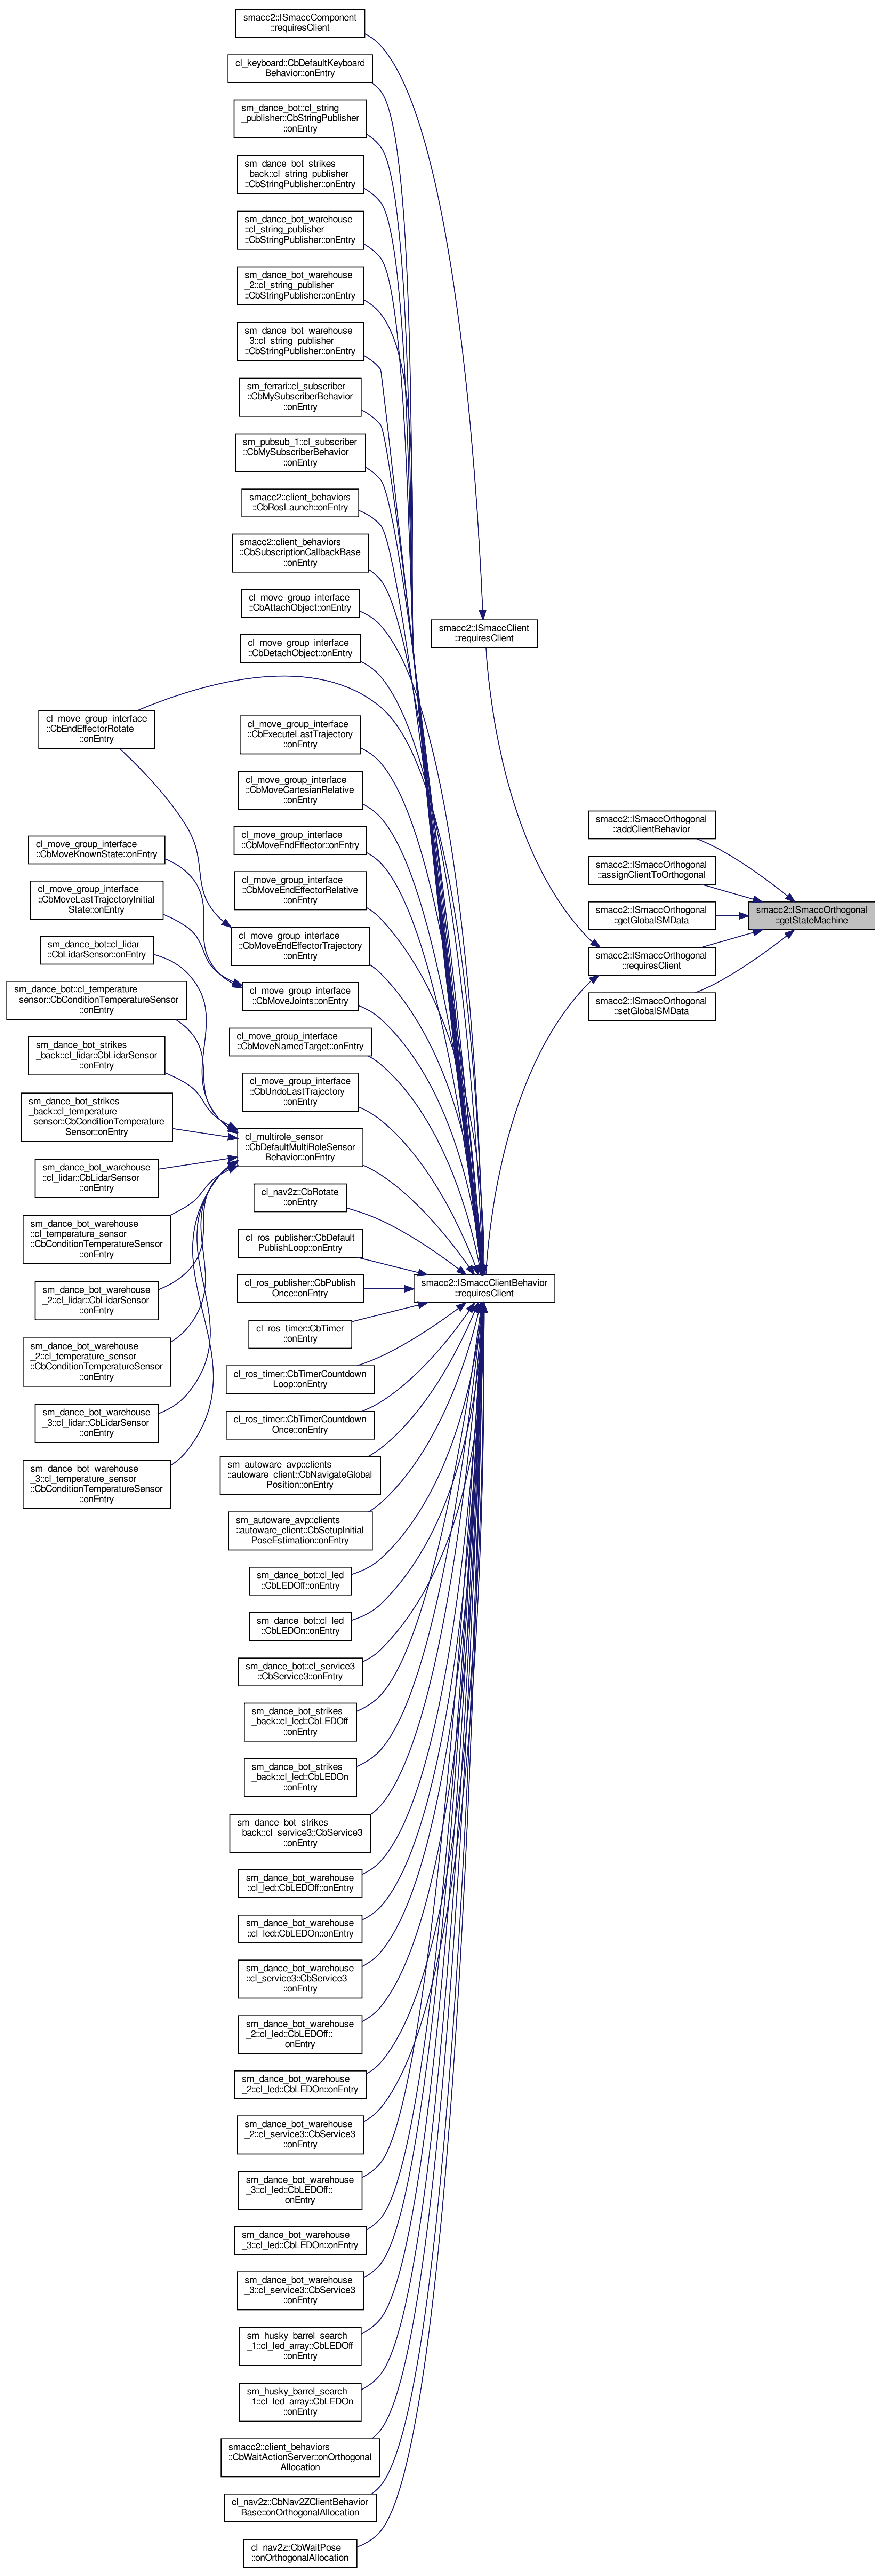 smacc2::ISmaccComponent
::requiresClient
cl_keyboard::CbDefaultKeyboard
Behavior::onEntry
sm_dance_bot::cl_string
_publisher::CbStringPublisher
::onEntry
sm_dance_bot_strikes
_back::cl_string_publisher
::CbStringPublisher::onEntry
sm_dance_bot_warehouse
::cl_string_publisher
::CbStringPublisher::onEntry
sm_dance_bot_warehouse
_2::cl_string_publisher
::CbStringPublisher::onEntry
sm_dance_bot_warehouse
_3::cl_string_publisher
::CbStringPublisher::onEntry
sm_ferrari::cl_subscriber
::CbMySubscriberBehavior
::onEntry
sm_pubsub_1::cl_subscriber
::CbMySubscriberBehavior
::onEntry
smacc2::client_behaviors
::CbRosLaunch::onEntry
smacc2::client_behaviors
::CbSubscriptionCallbackBase
::onEntry
cl_move_group_interface
::CbAttachObject::onEntry
cl_move_group_interface
::CbDetachObject::onEntry
cl_move_group_interface
::CbExecuteLastTrajectory
::onEntry
cl_move_group_interface
::CbMoveCartesianRelative
::onEntry
cl_move_group_interface
::CbMoveEndEffector::onEntry
cl_move_group_interface
::CbMoveEndEffectorRelative
::onEntry
cl_move_group_interface
::CbMoveEndEffectorTrajectory
::onEntry
cl_move_group_interface
::CbMoveJoints::onEntry
cl_move_group_interface
::CbMoveNamedTarget::onEntry
cl_move_group_interface
::CbUndoLastTrajectory
::onEntry
cl_multirole_sensor
::CbDefaultMultiRoleSensor
Behavior::onEntry
cl_nav2z::CbRotate
::onEntry
cl_ros_publisher::CbDefault
PublishLoop::onEntry
cl_ros_publisher::CbPublish
Once::onEntry
cl_ros_timer::CbTimer
::onEntry
cl_ros_timer::CbTimerCountdown
Loop::onEntry
cl_ros_timer::CbTimerCountdown
Once::onEntry
sm_autoware_avp::clients
::autoware_client::CbNavigateGlobal
Position::onEntry
sm_autoware_avp::clients
::autoware_client::CbSetupInitial
PoseEstimation::onEntry
sm_dance_bot::cl_led
::CbLEDOff::onEntry
sm_dance_bot::cl_led
::CbLEDOn::onEntry
sm_dance_bot::cl_service3
::CbService3::onEntry
sm_dance_bot_strikes
_back::cl_led::CbLEDOff
::onEntry
sm_dance_bot_strikes
_back::cl_led::CbLEDOn
::onEntry
sm_dance_bot_strikes
_back::cl_service3::CbService3
::onEntry
sm_dance_bot_warehouse
::cl_led::CbLEDOff::onEntry
sm_dance_bot_warehouse
::cl_led::CbLEDOn::onEntry
sm_dance_bot_warehouse
::cl_service3::CbService3
::onEntry
sm_dance_bot_warehouse
_2::cl_led::CbLEDOff::
onEntry
sm_dance_bot_warehouse
_2::cl_led::CbLEDOn::onEntry
sm_dance_bot_warehouse
_2::cl_service3::CbService3
::onEntry
sm_dance_bot_warehouse
_3::cl_led::CbLEDOff::
onEntry
sm_dance_bot_warehouse
_3::cl_led::CbLEDOn::onEntry
sm_dance_bot_warehouse
_3::cl_service3::CbService3
::onEntry
sm_husky_barrel_search
_1::cl_led_array::CbLEDOff
::onEntry
sm_husky_barrel_search
_1::cl_led_array::CbLEDOn
::onEntry
smacc2::client_behaviors
::CbWaitActionServer::onOrthogonal
Allocation
cl_nav2z::CbNav2ZClientBehavior
Base::onOrthogonalAllocation
cl_nav2z::CbWaitPose
::onOrthogonalAllocation
cl_move_group_interface
::CbEndEffectorRotate
::onEntry
cl_move_group_interface
::CbMoveKnownState::onEntry
cl_move_group_interface
::CbMoveLastTrajectoryInitial
State::onEntry
sm_dance_bot::cl_lidar
::CbLidarSensor::onEntry
sm_dance_bot::cl_temperature
_sensor::CbConditionTemperatureSensor
::onEntry
sm_dance_bot_strikes
_back::cl_lidar::CbLidarSensor
::onEntry
sm_dance_bot_strikes
_back::cl_temperature
_sensor::CbConditionTemperature
Sensor::onEntry
sm_dance_bot_warehouse
::cl_lidar::CbLidarSensor
::onEntry
sm_dance_bot_warehouse
::cl_temperature_sensor
::CbConditionTemperatureSensor
::onEntry
sm_dance_bot_warehouse
_2::cl_lidar::CbLidarSensor
::onEntry
sm_dance_bot_warehouse
_2::cl_temperature_sensor
::CbConditionTemperatureSensor
::onEntry
sm_dance_bot_warehouse
_3::cl_lidar::CbLidarSensor
::onEntry
sm_dance_bot_warehouse
_3::cl_temperature_sensor
::CbConditionTemperatureSensor
::onEntry
smacc2::ISmaccClient
::requiresClient
smacc2::ISmaccClientBehavior
::requiresClient
smacc2::ISmaccOrthogonal
::addClientBehavior
smacc2::ISmaccOrthogonal
::assignClientToOrthogonal
smacc2::ISmaccOrthogonal
::getGlobalSMData
smacc2::ISmaccOrthogonal
::requiresClient
smacc2::ISmaccOrthogonal
::setGlobalSMData
smacc2::ISmaccOrthogonal
::getStateMachine